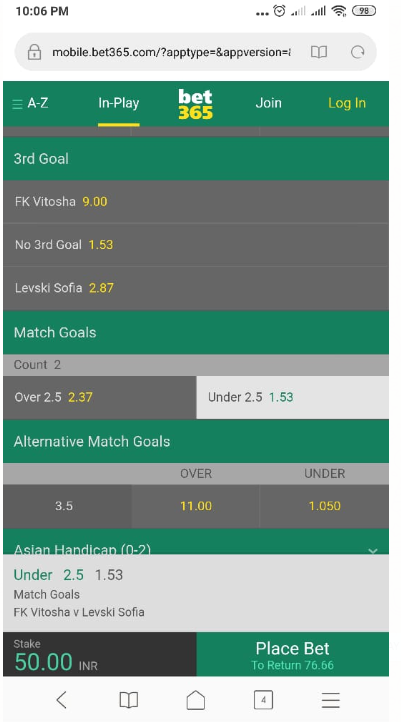 10:06 PM ... 98
mobile.bet365.com/?apptype=&appversion=&
A-Z In-Play bet365 Join Log In
3rd Goal
FK Vitosha 9.00
No 3rd Goal 1.53
Levski Sofia 2.87
Match Goals
Count 2
Over 2.5 2.37 Under 2.5 1.53
Alternative Match Goals
OVER UNDER
3.5 11.00 1.050
Asian Handicap (0-2)
Under 2.5 1.53
Match Goals
FK Vitosha v Levski Sofia
Stake Place Bet
50.00 INR To Return 76.66
4